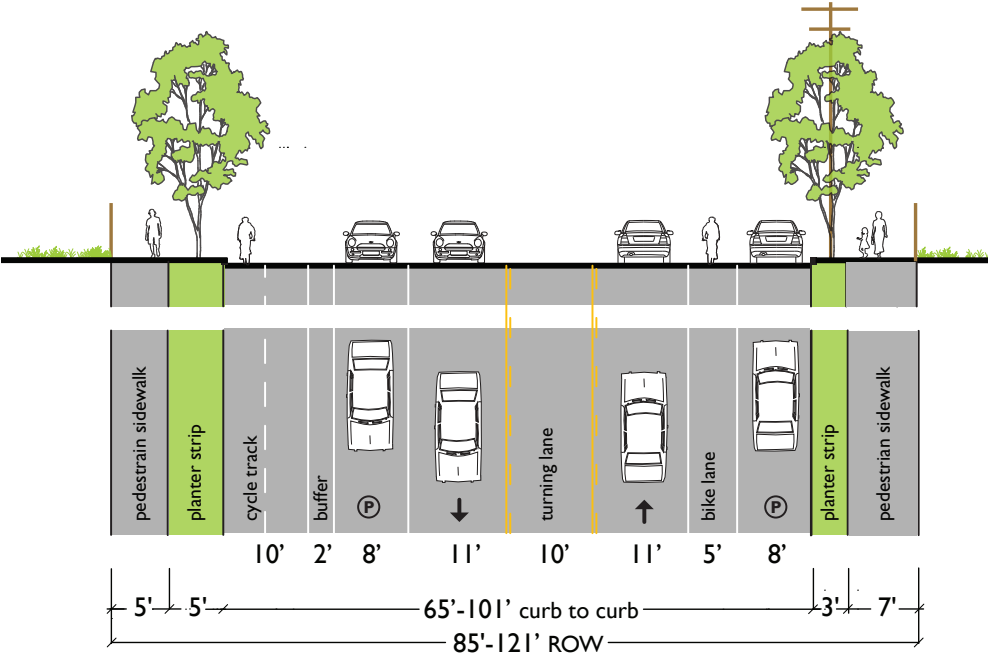 pedestrain sidewalk
planter strip
cycle track
buffer
P
turning lane
bike lane
P
planter strip
pedestrian sidewalk
10’ 2’ 8’ 11’ 10’ 11’ 5’ 8’
5' 5' 65’-101’ curb to curb 3' 7'
85'-121’ ROW